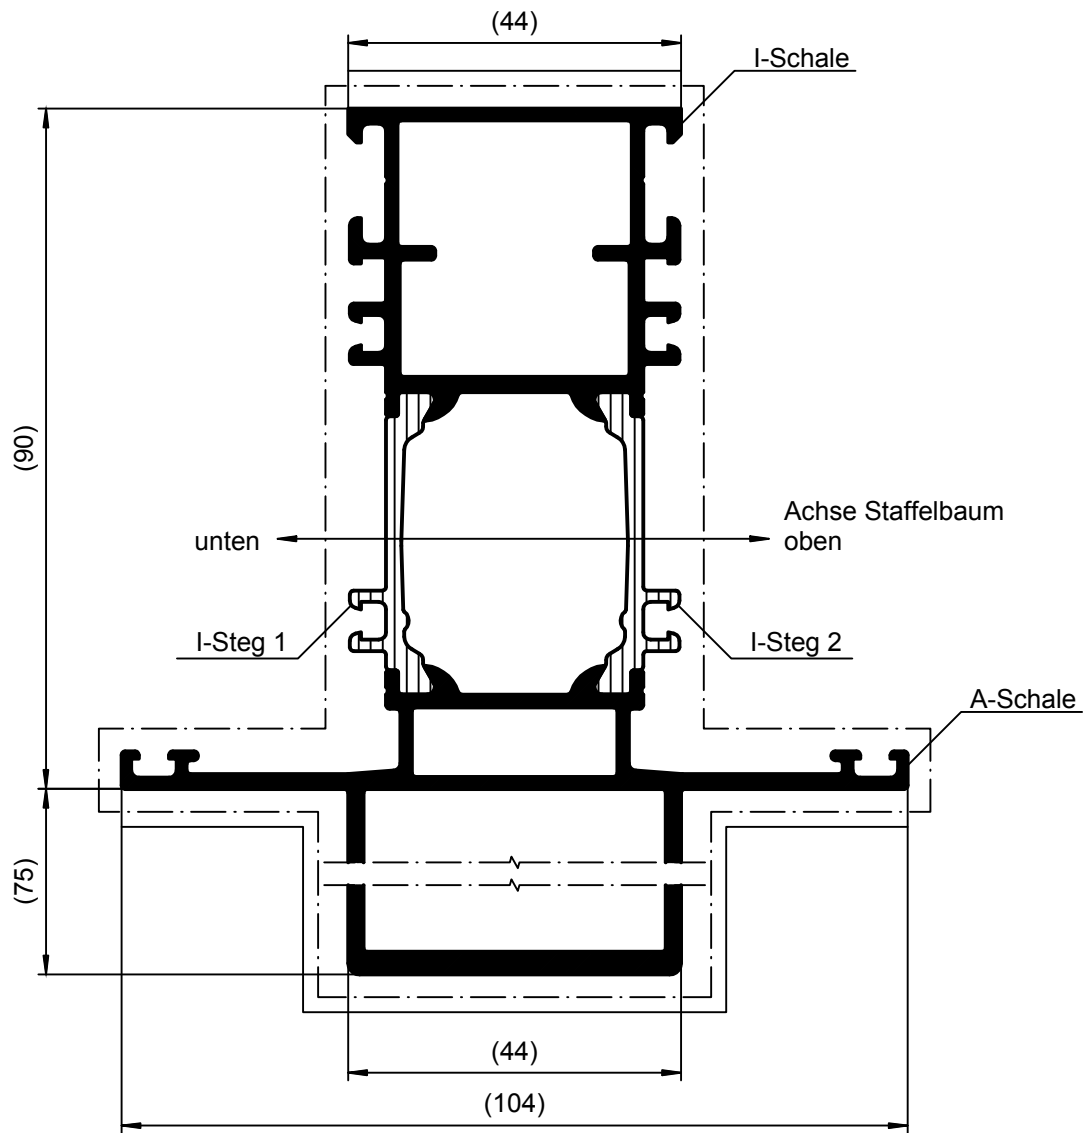 (44)
I-Schale
(90)
Achse Staffelbaum
unten
oben
I-Steg 1
I-Steg 2
A-Schale
(75)
(44)
(104)